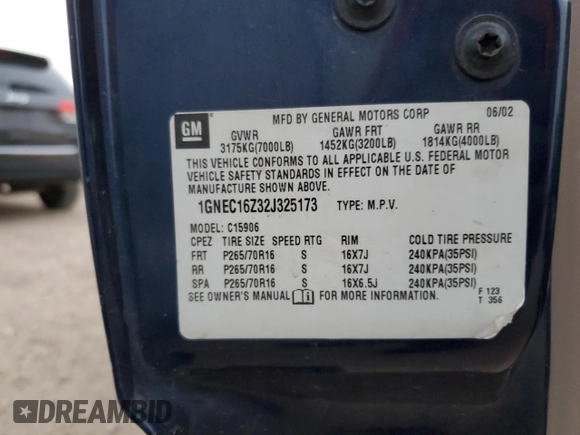 GM
MFD BY GENERAL MOTORS CORP 06/02
GVWR GAWR FRT GAWR RR
3175KG(7000LB) 1452KG(3200LB) 1814KG(4000LB)
THIS VEHICLE CONFORMS TO ALL APPLICABLE U.S. FEDERAL MOTOR
VEHICLE SAFETY STANDARDS IN EFFECT ON THE DATE OF
MANUFACTURE SHOWN ABOVE.
1GNEC16Z32J325173 TYPE: M.P.V.
MODEL: C15906
CPEZ TIRE SIZE SPEED RTG RIM COLD TIRE PRESSURE
FRT P265/70R16 S 16X7J 240KPA(35PSI)
RR P265/70R16 S 16X7J 240KPA(35PSI)
SPA P265/70R16 S 16X6.5J 240KPA(35PSI)
SEE OWNER'S MANUAL i FOR MORE INFORMATION.
F 123
T 356
DREAMBID